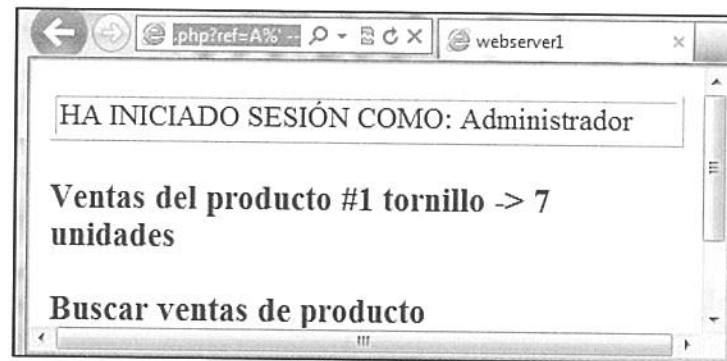 .php?ref=A%' --
webserver1
HA INICIADO SESIÓN COMO: Administrador
Ventas del producto #1 tornillo -> 7
unidades
Buscar ventas de producto